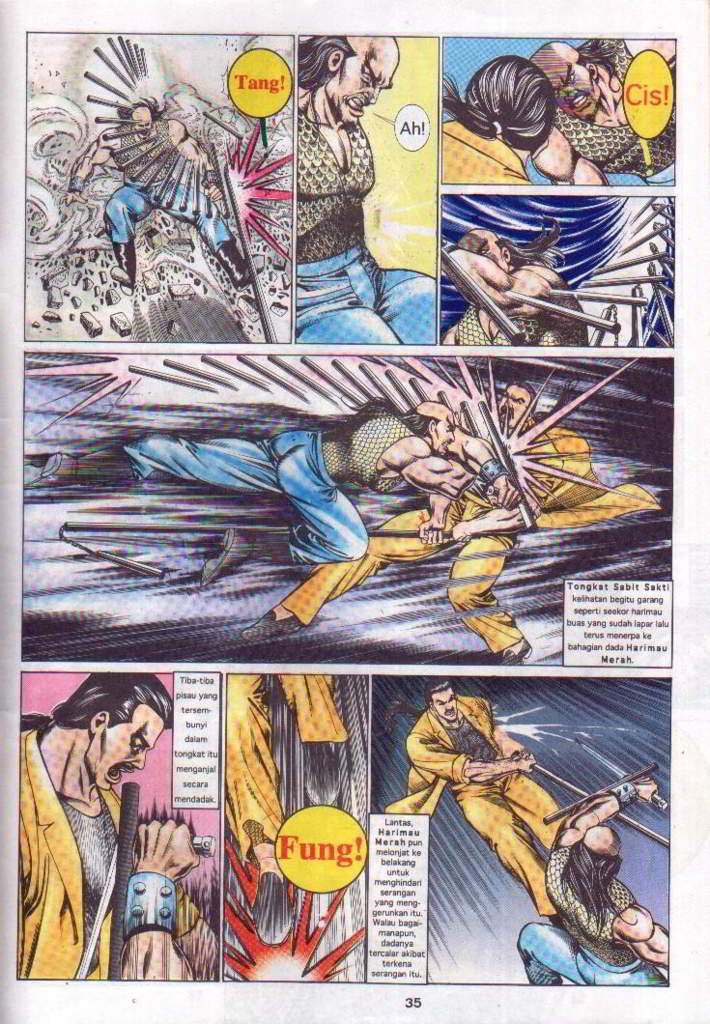 Tang!
Ah!
Cis!
Tongkat Sabit Sakti
kelihatan begitu garang
seperti seekor harimau
buas yang sudah lapar lalu
terus menerpa ke
bahagian dada Harimau
Merah.
Tiba-tiba
pisau yang
tersem-
bunyi
dalam
tongkat itu
menganjal
secara
mendadak.
Fung!
Lantas,
Harimau
Merah pun
melonjat ke
belakang
untuk
menghindari
serangan
yang meng-
gerunkan itu.
Walau bagai-
manapun,
dadanya
tercalar akibat
terkena
serangan itu.
35